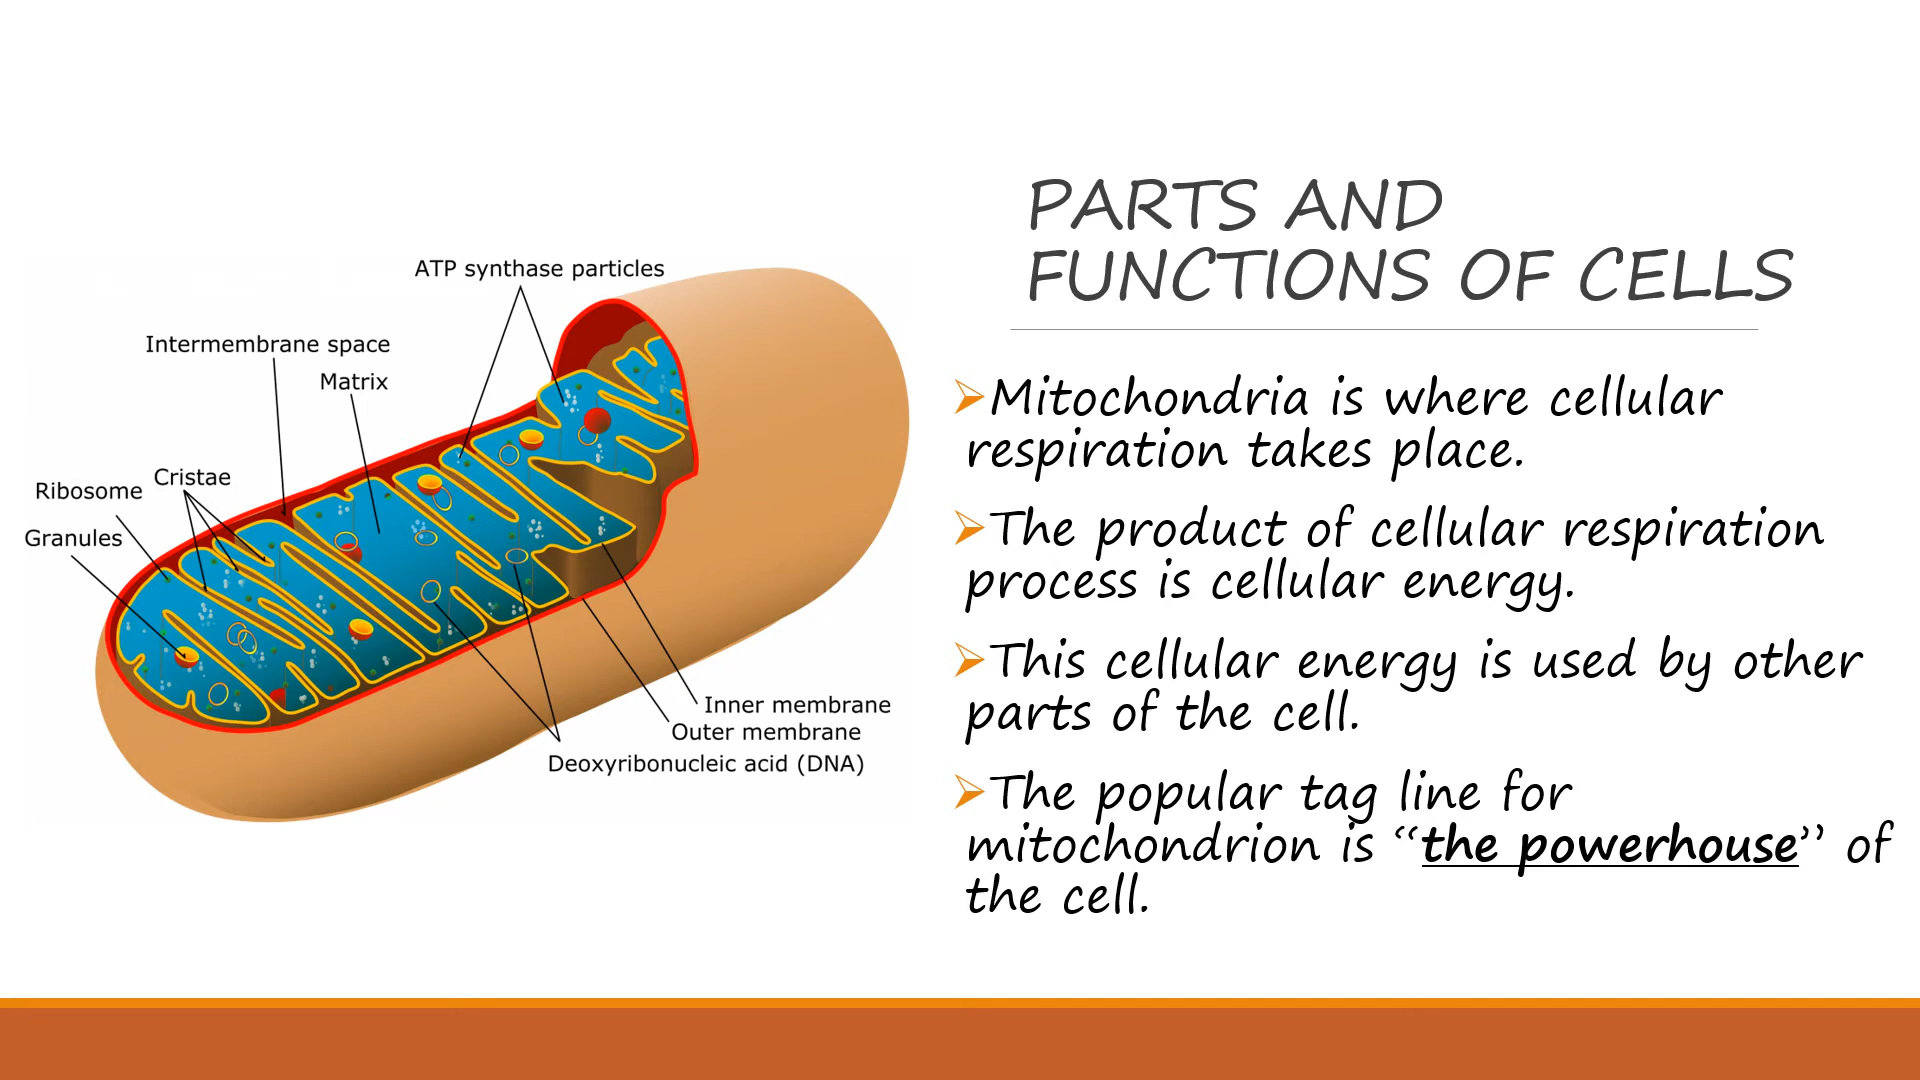 PARTS AND
FUNCTIONS OF CELLS
ATP synthase particles
Intermembrane space
Matrix
Cristae
Ribosome
Granules
Inner membrane
Outer membrane
Deoxyribonucleic acid (DNA)
➢Mitochondria is where cellular
respiration takes place.
➢The product of cellular respiration
process is cellular energy.
➢This cellular energy is used by other
parts of the cell.
➢The popular tag line for
mitochondrion is “the powerhouse” of
the cell.